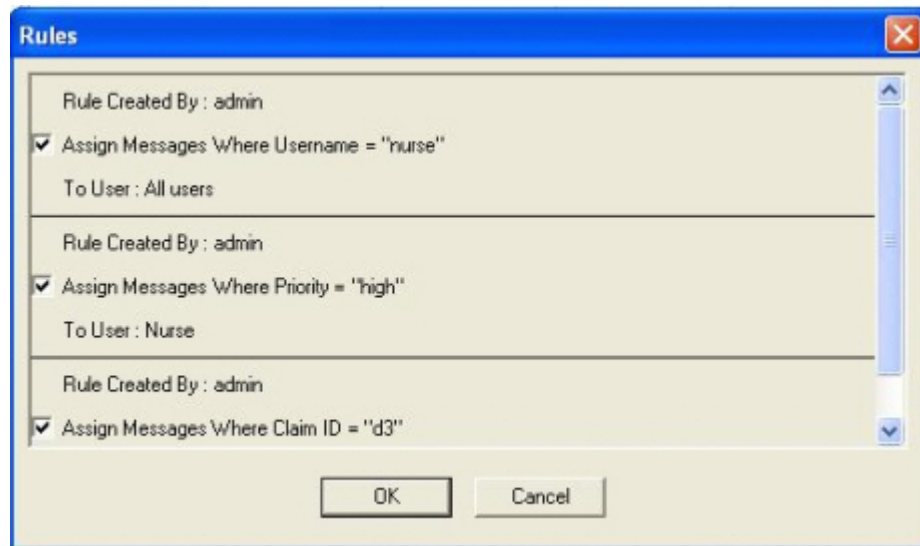 Rules
Rule Created By : admin
Assign Messages Where Username = "nurse"
To User : All users
Rule Created By : admin
Assign Messages Where Priority = "high"
To User : Nurse
Rule Created By : admin
Assign Messages Where Claim ID = "d3"
OK Cancel